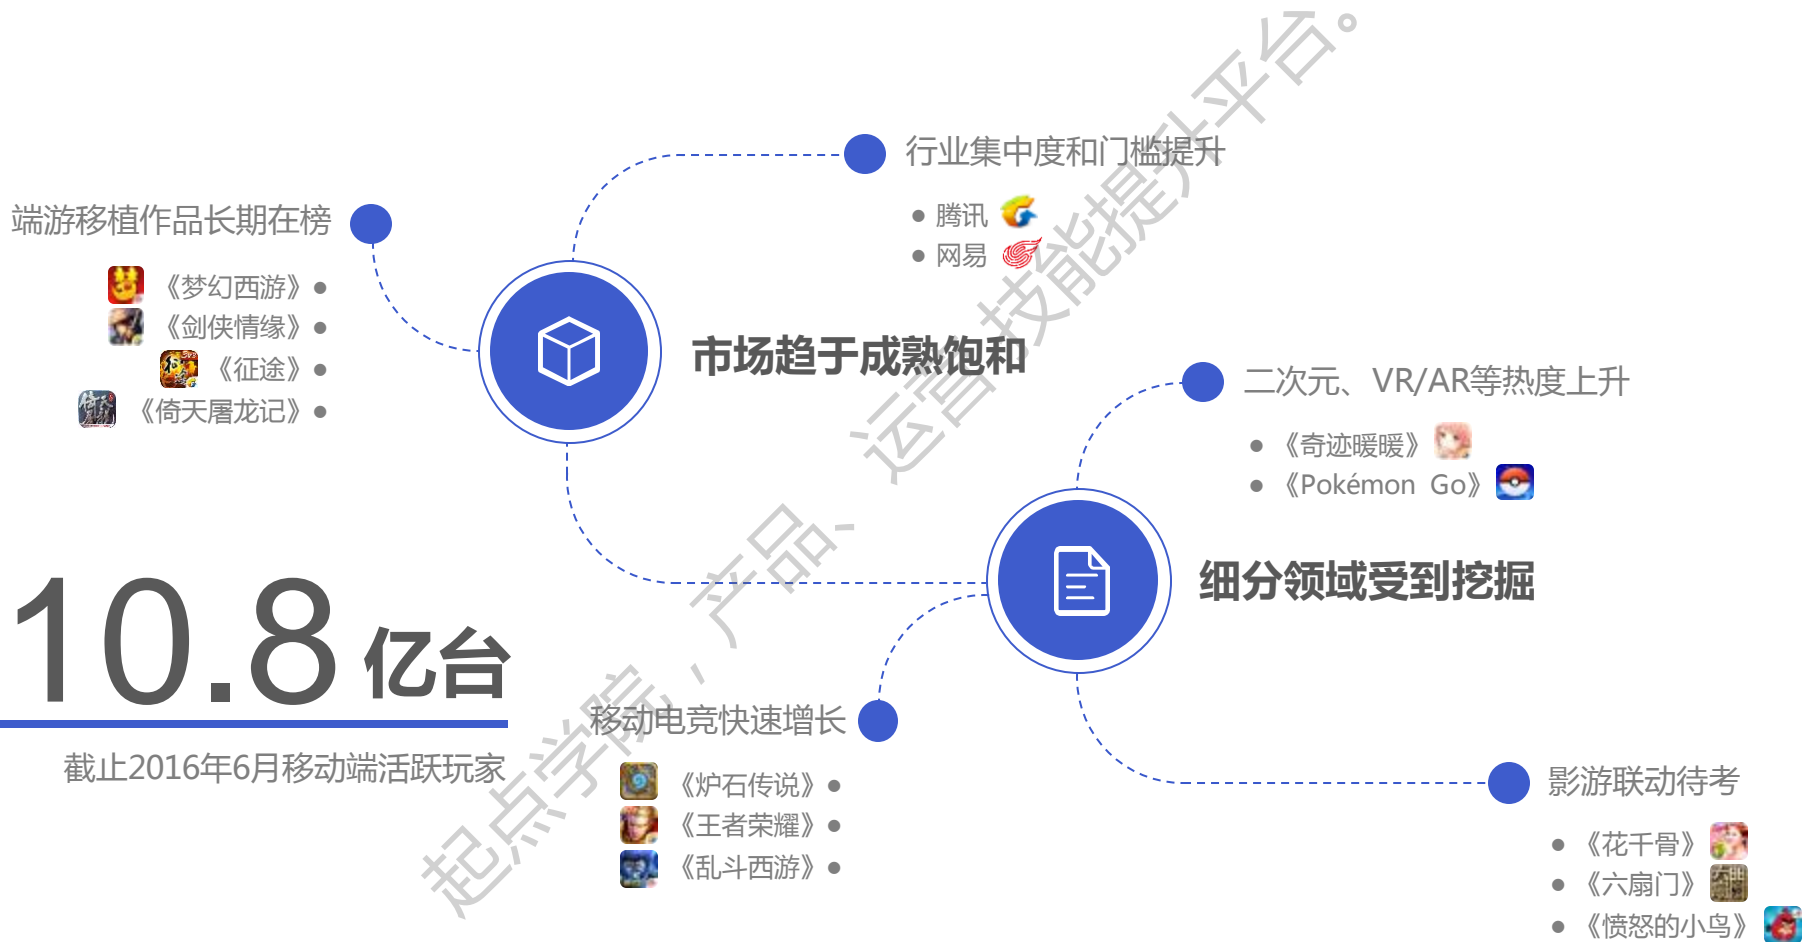 行业集中度和门槛提升
腾讯
网易
端游移植作品长期在榜
《梦幻西游》
《剑侠情缘》
《征途》
《倚天屠龙记》
市场趋于成熟饱和
二次元、VR/AR等热度上升
《奇迹暖暖》
《Pokémon Go》
细分领域受到挖掘
10.8 亿台
截止2016年6月移动端活跃玩家
移动电竞快速增长
《炉石传说》
《王者荣耀》
《乱斗西游》
影游联动待考
《花千骨》
《六扇门》
《愤怒的小鸟》
起点学院，产品、运营技能提升平台。